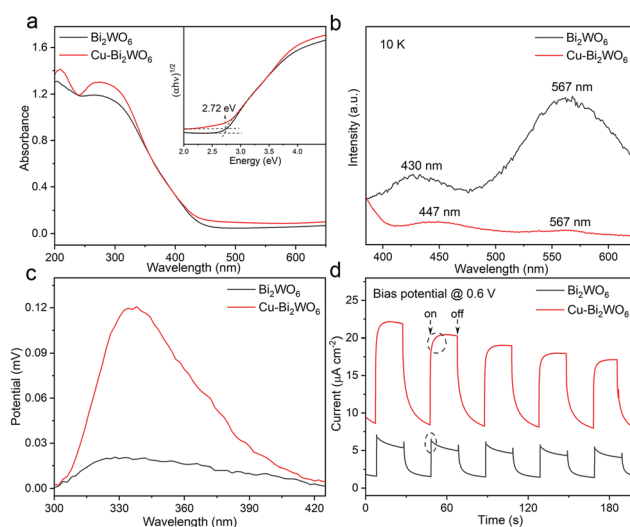 a
Bi₂WO₆
Cu-Bi₂WO₆
Absorbance
1.6
1.2
0.8
0.4
0.0
200
300
400
500
600
Wavelength (nm)
(αhν)^1/2
2.72 eV
2.0
2.5
3.0
3.5
4.0
Energy (eV)
b
10 K
Bi₂WO₆
Cu-Bi₂WO₆
567 nm
430 nm
447 nm
567 nm
Intensity (a.u.)
400
450
500
550
600
Wavelength (nm)
c
Bi₂WO₆
Cu-Bi₂WO₆
Potential (mV)
0.12
0.09
0.06
0.03
0.00
300
325
350
375
400
425
Wavelength (nm)
d
Bi₂WO₆
Cu-Bi₂WO₆
Bias potential @ 0.6 V
on
off
Current (μA cm⁻²)
25
20
15
10
5
0
0
60
120
180
Time (s)